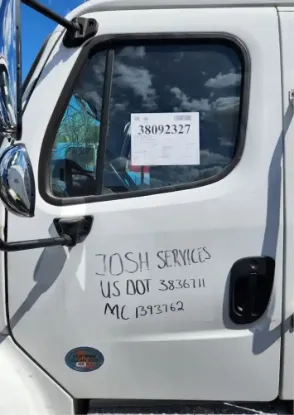 38092327
JOSH SERVICES
US DOT 3836711
MC 1393762